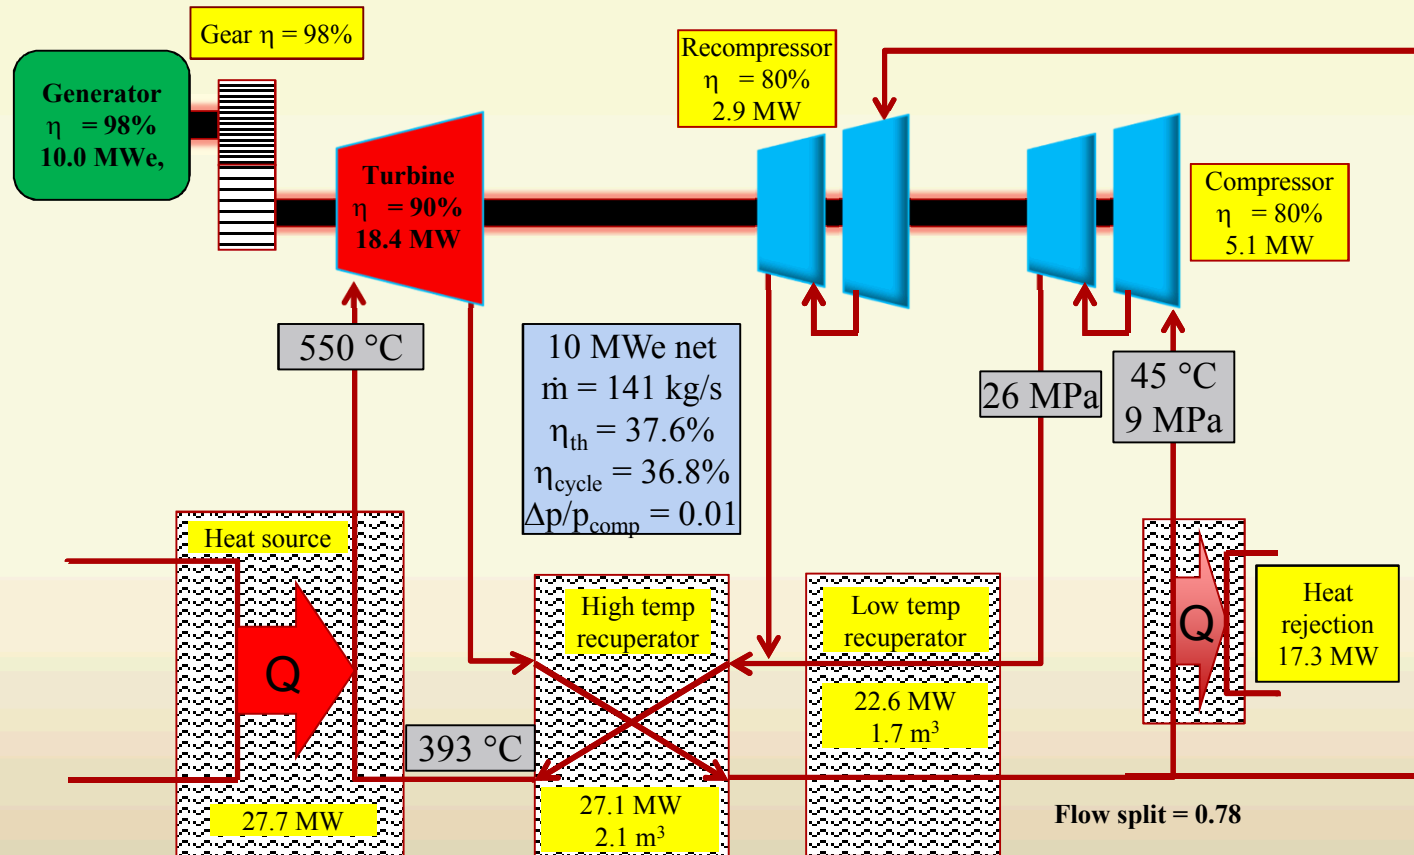 Gear η = 98%
Generator
η = 98%
10.0 MWe,
Recompressor
η = 80%
2.9 MW
Turbine
η = 90%
18.4 MW
Compressor
η = 80%
5.1 MW
550 °C
10 MWe net
ṁ = 141 kg/s
ηth = 37.6%
ηcycle = 36.8%
Δp/pcomp = 0.01
26 MPa
45 °C
9 MPa
Heat source
Q
27.7 MW
393 °C
High temp
recuperator
27.1 MW
2.1 m³
Low temp
recuperator
22.6 MW
1.7 m³
Q
Heat
rejection
17.3 MW
Flow split = 0.78